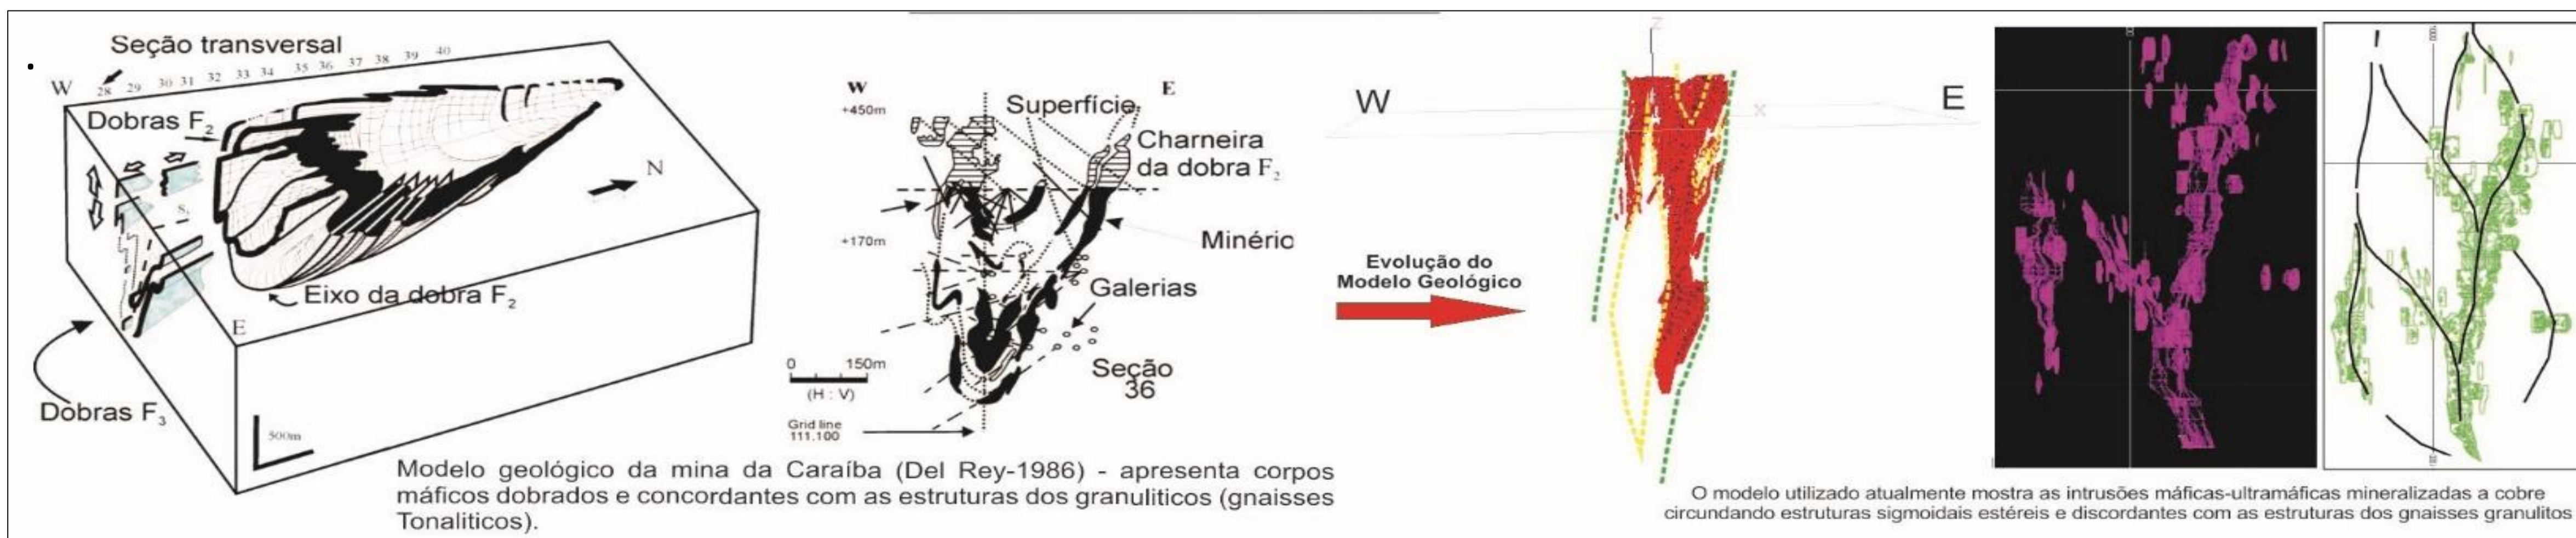 Seção transversal
W
28 29 30 31 32 33 34 35 36 37 38 39 40
Dobras F2
S
N
Eixo da dobra F2
E
Dobras F3
500m
W
E
+450m
Superfície
Charneira
da dobra F2
+170m
Minéric
Galerias
0 150m
(H : V)
Seção
36
Grid line
111.100
Modelo geológico da mina da Caraíba (Del Rey-1986) - apresenta corpos
máficos dobrados e concordantes com as estruturas dos granuliticos (gnaisses
Tonaliticos).
Evolução do
Modelo Geológico
Z
W
X
E
O modelo utilizado atualmente mostra as intrusões máficas-ultramáficas mineralizadas a cobre
circundando estruturas sigmoidais estéreis e discordantes com as estruturas dos gnaisses granulitos